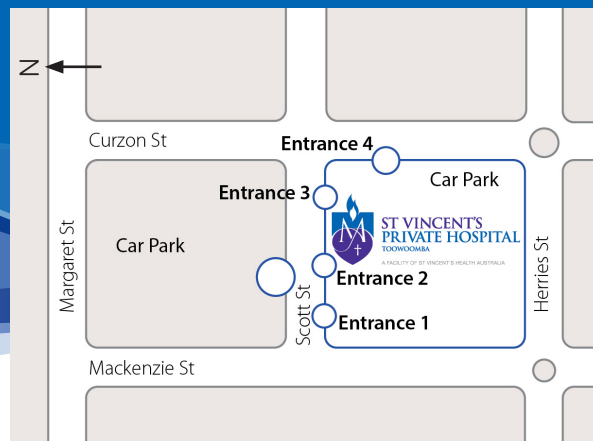 N
Curzon St
Entrance 4
Car Park
Entrance 3
ST VINCENT'S
PRIVATE HOSPITAL
TOOWOOMBA
A FACILITY OF ST VINCENT'S HEALTH AUSTRALIA
Car Park
Margaret St
Herries St
Entrance 2
Scott St
Entrance 1
Mackenzie St